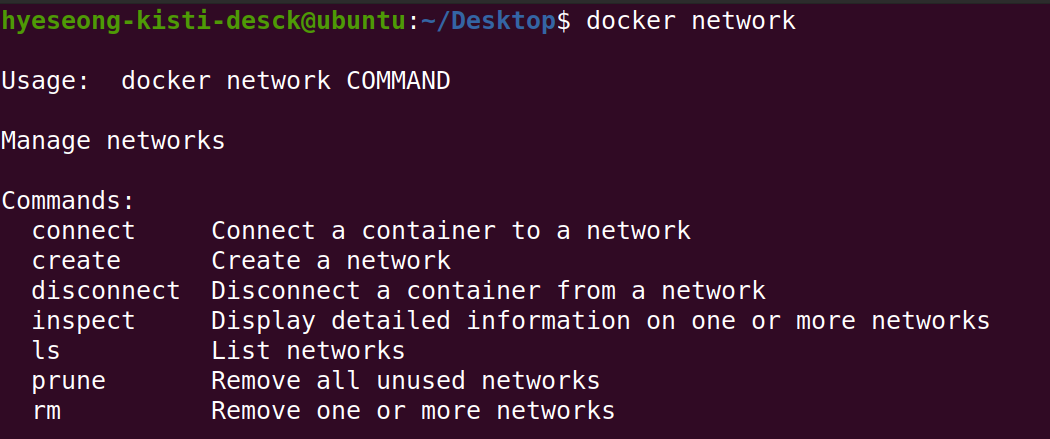 hyeseong-kisti-desck@ubuntu:~/Desktop$ docker network
Usage:  docker network COMMAND
Manage networks
Commands:
  connect     Connect a container to a network
  create      Create a network
  disconnect  Disconnect a container from a network
  inspect     Display detailed information on one or more networks
  ls          List networks
  prune       Remove all unused networks
  rm          Remove one or more networks